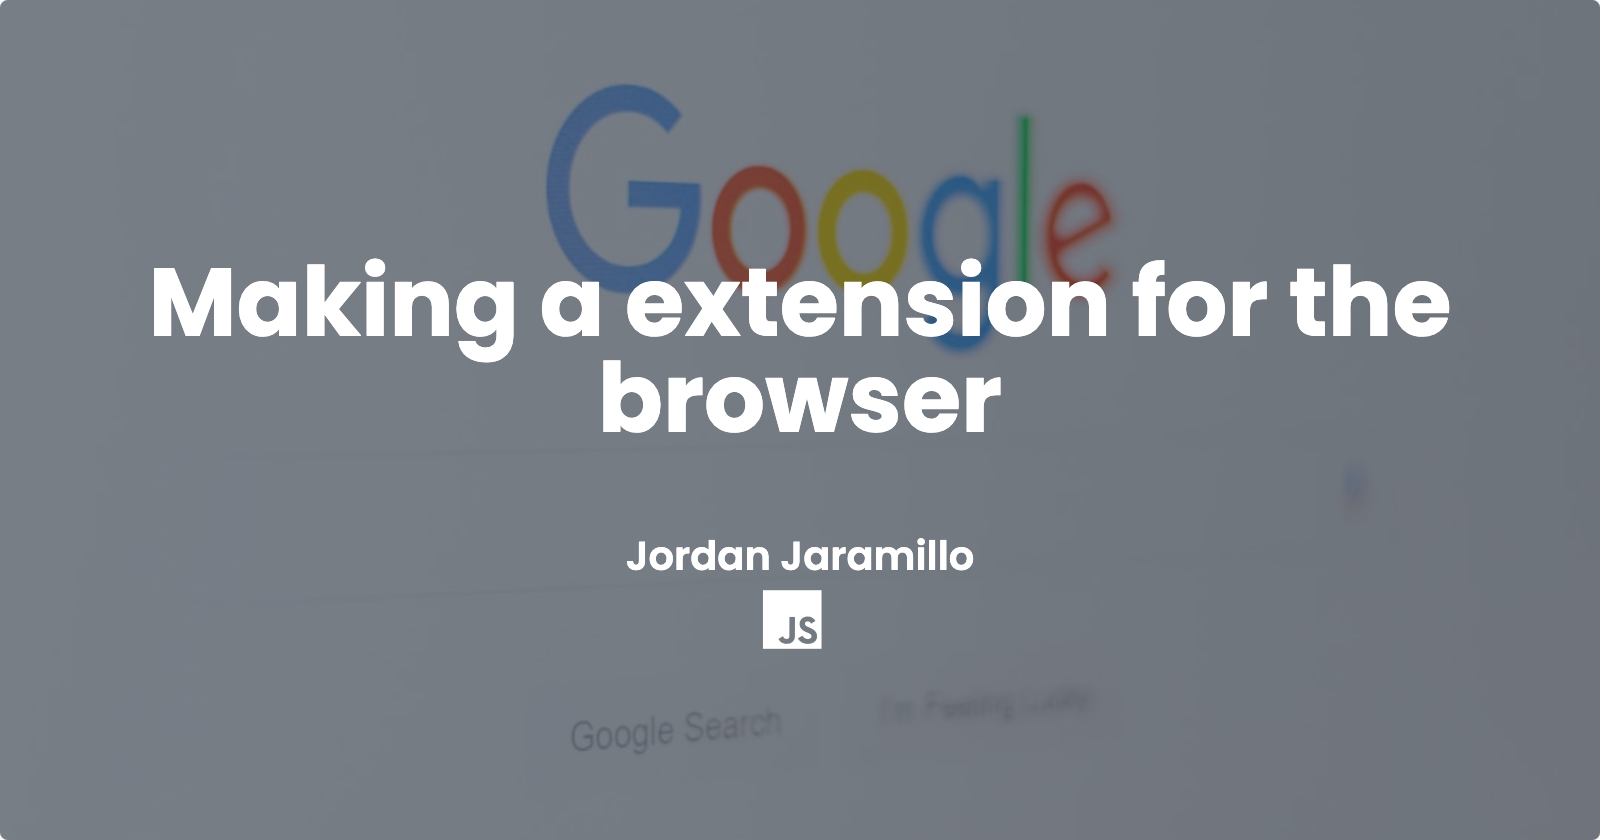 Google
Making a extension for the
browser
Jordan Jaramillo
JS
Google Search I'm Feeling Lucky